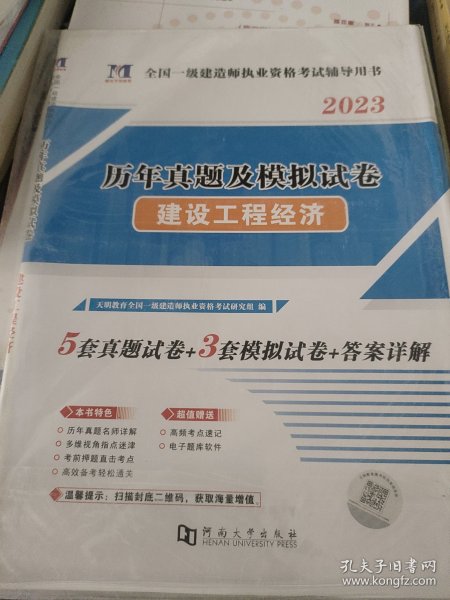 全国一级建造师执业资格考试辅导用书
2023
历年真题及模拟试卷
建设工程经济
天明教育全国一级建造师执业资格考试研究组 编
5套真题试卷+3套模拟试卷+答案详解
本书特色
历年真题名师详解
多维视角指点迷津
考前押题直击考点
高效备考轻松通关
超值赠送
高频考点速记
电子题库软件
温馨提示：扫描封底二维码，获取海量增值。
河南大学出版社
HENAN UNIVERSITY PRESS
孔夫子旧书网
www.kongfz.com